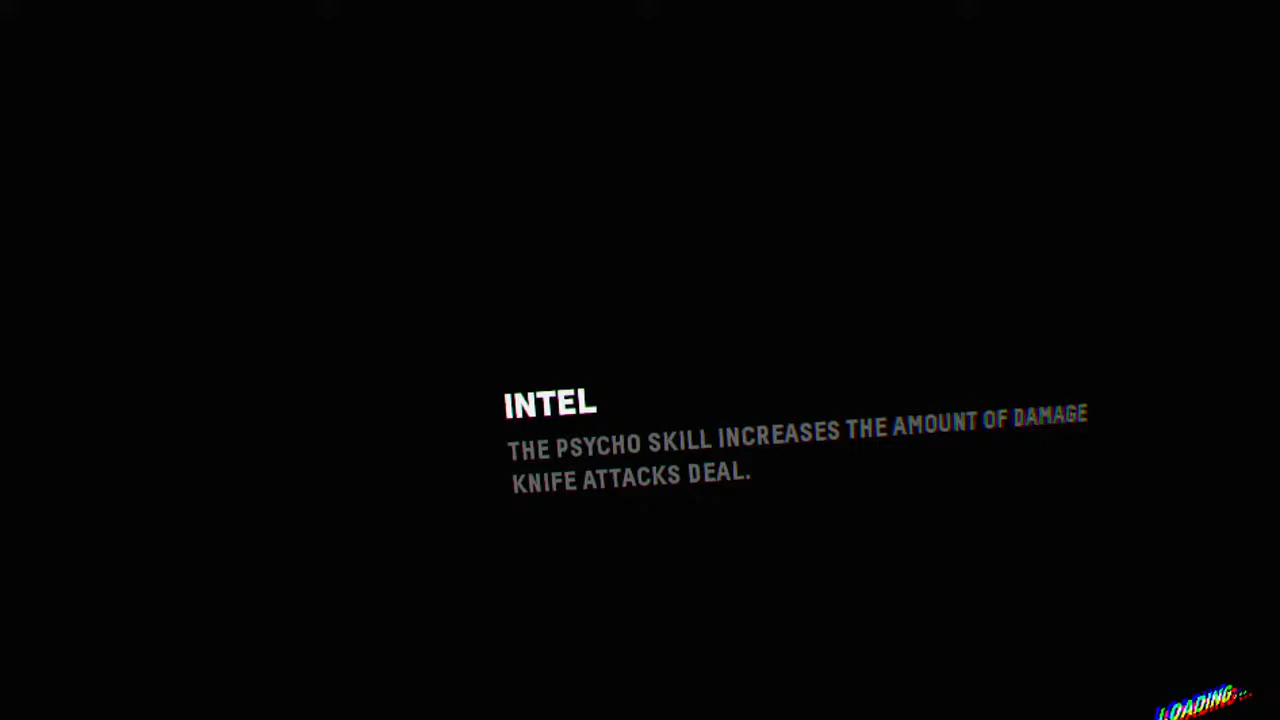 INTEL
THE PSYCHO SKILL INCREASES THE AMOUNT OF DAMAGE
KNIFE ATTACKS DEAL.
LOADING...